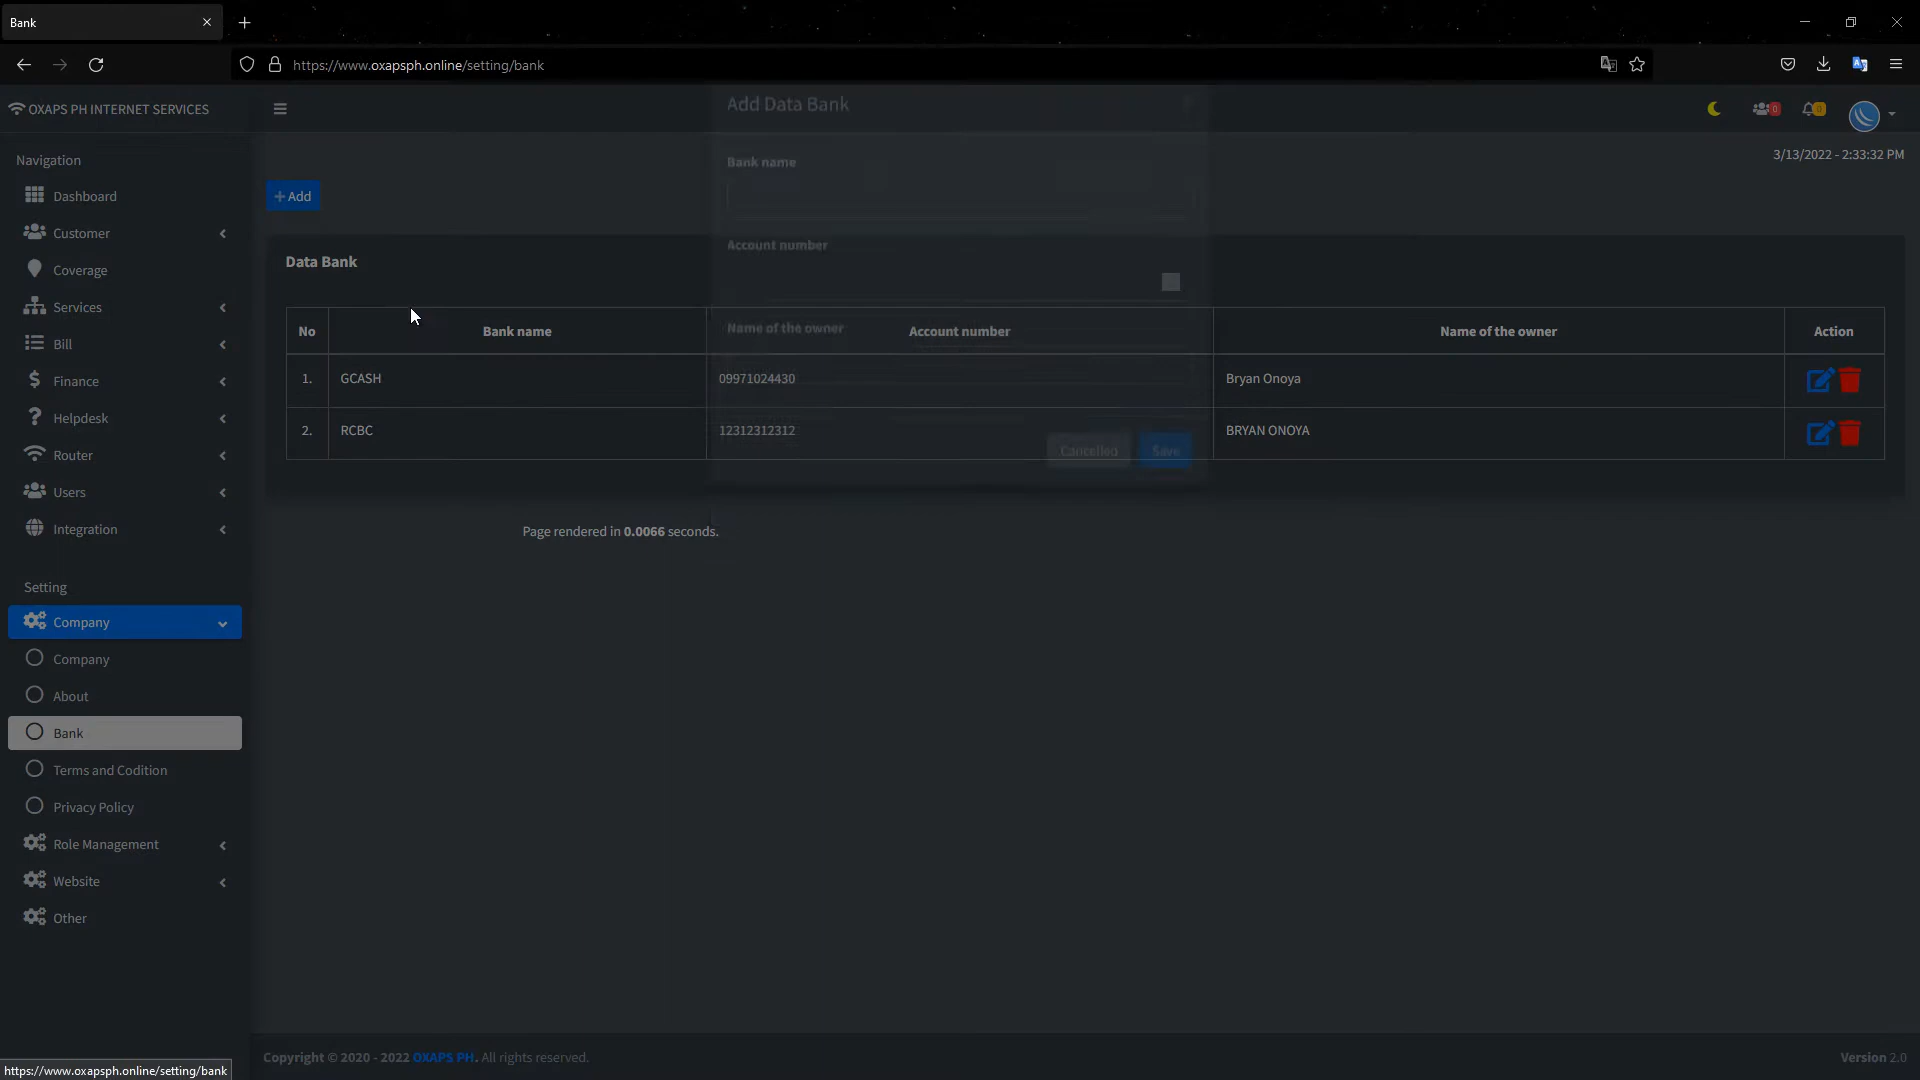 Bank
https://www.oxapsph.online/setting/bank
OXAPS PH INTERNET SERVICES
0
0
3/13/2022 - 2:33:32 PM
Navigation
Dashboard
Customer
Coverage
Services
Bill
Finance
Helpdesk
Router
Users
Integration
Setting
Company
Company
About
Bank
Terms and Codition
Privacy Policy
Role Management
Website
Other
+ Add
Data Bank
No Bank name Account number Name of the owner Action
1. GCASH 09971024430 Bryan Onoya
2. RCBC 12312312312 BRYAN ONOYA
Page rendered in 0.0066 seconds.
Add Data Bank
Bank name
Account number
Name of the owner
Cancelled Save
Copyright © 2020 - 2022 OXAPS PH. All rights reserved.
Version 2.0
https://www.oxapsph.online/setting/bank